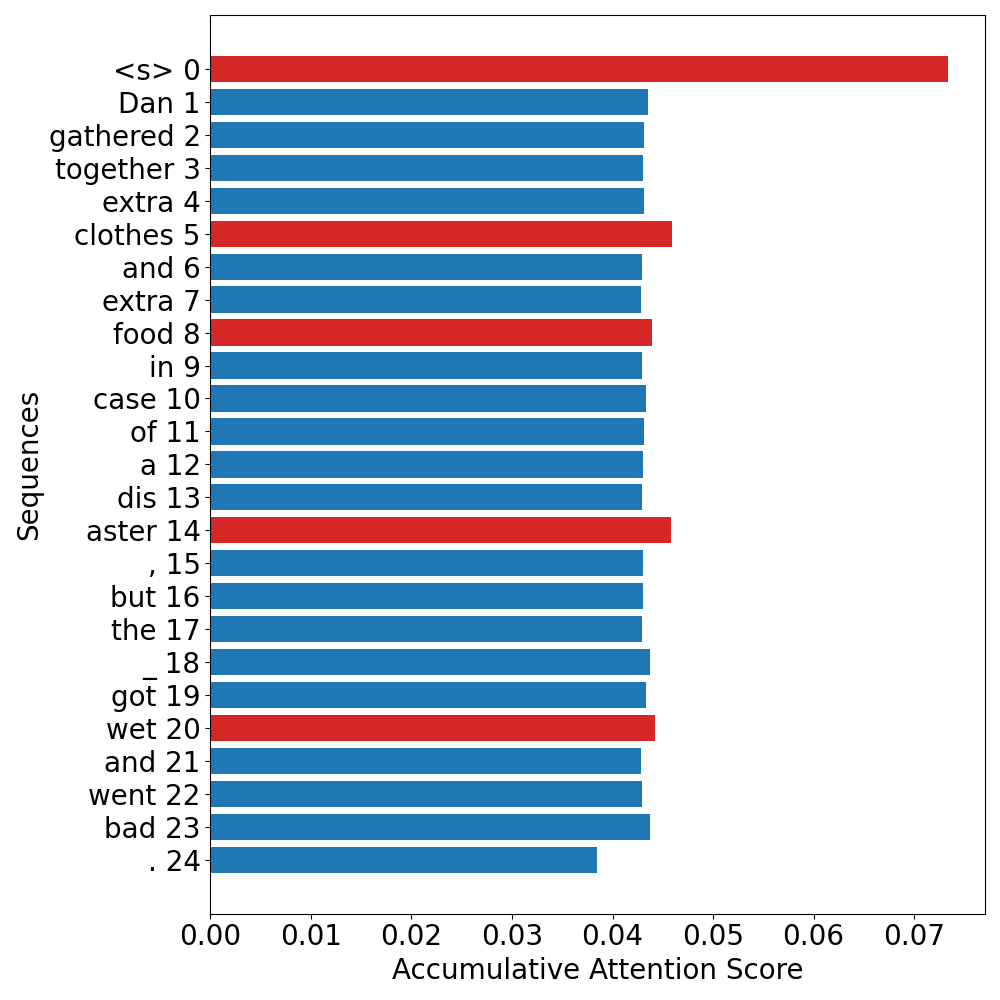 <s> 0
Dan 1
gathered 2
together 3
extra 4
clothes 5
and 6
extra 7
food 8
in 9
case 10
of 11
a 12
dis 13
aster 14
, 15
but 16
the 17
_ 18
got 19
wet 20
and 21
went 22
bad 23
. 24
Sequences
0.00 0.01 0.02 0.03 0.04 0.05 0.06 0.07
Accumulative Attention Score